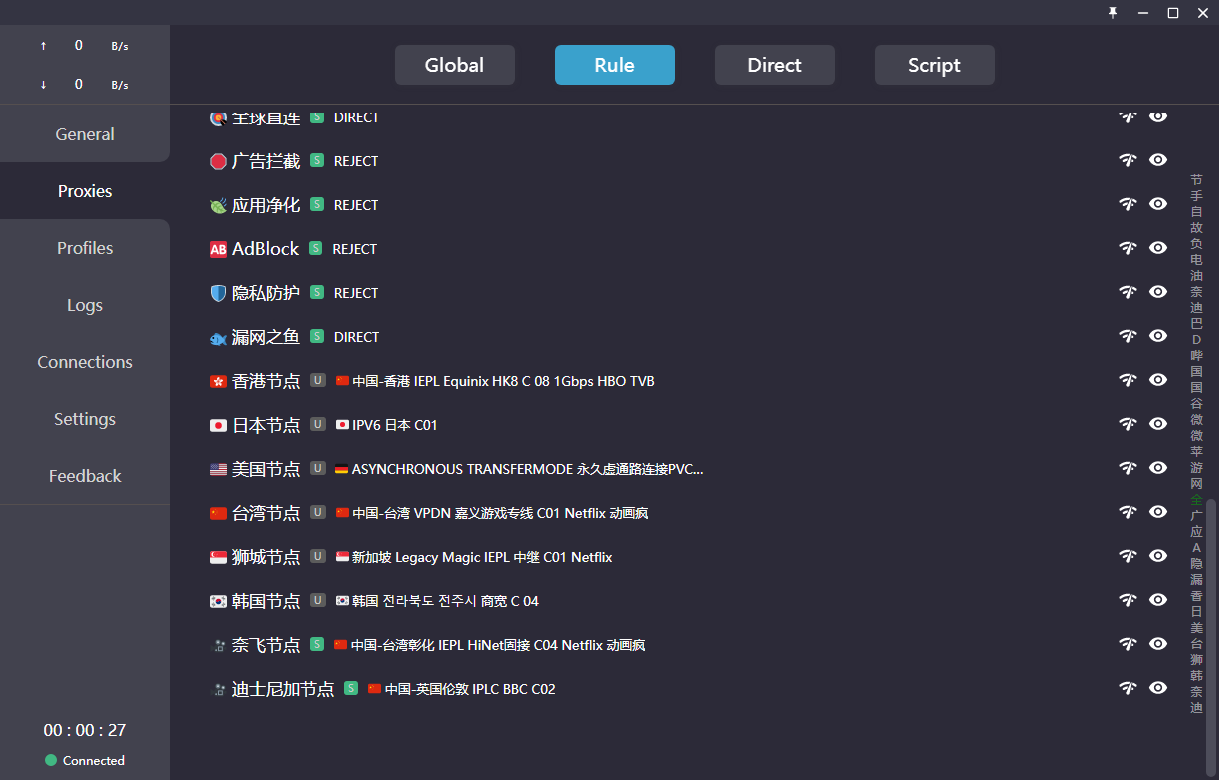 ↑ 0 B/s
↓ 0 B/s
Global Rule Direct Script
General
Proxies
Profiles
Logs
Connections
Settings
Feedback
00 : 00 : 27
Connected
全球直连 S DIRECT
广告拦截 S REJECT
应用净化 S REJECT
AB AdBlock S REJECT
隐私防护 S REJECT
漏网之鱼 S DIRECT
香港节点 U 中国-香港 IEPL Equinix HK8 C 08 1Gbps HBO TVB
日本节点 U IPV6 日本 C01
美国节点 U ASYNCHRONOUS TRANSFERMODE 永久虚通路连接PVC...
台湾节点 U 中国-台湾 VPDN 嘉义游戏专线 C01 Netflix 动画疯
狮城节点 U 新加坡 Legacy Magic IEPL 中继 C01 Netflix
韩国节点 U 韩国 전라북도 전주시 商宽 C 04
奈飞节点 S 中国-台湾彰化 IEPL HiNet固接 C04 Netflix 动画疯
迪士尼加节点 S 中国-英国伦敦 IPLC BBC C02
节
手
自
故
负
电
油
奈
迪
巴
D
哔
国
国
谷
微
微
苹
游
网
全
广
应
A
隐
漏
香
日
美
台
狮
韩
奈
迪